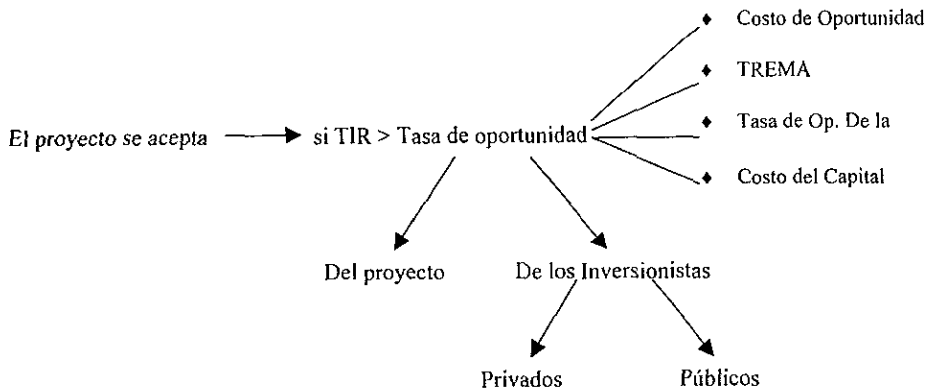 ♦ Costo de Oportunidad
♦ TREMA
El proyecto se acepta si TIR > Tasa de oportunidad
♦ Tasa de Op. De la
♦ Costo del Capital
Del proyecto De los Inversionistas
Privados Públicos